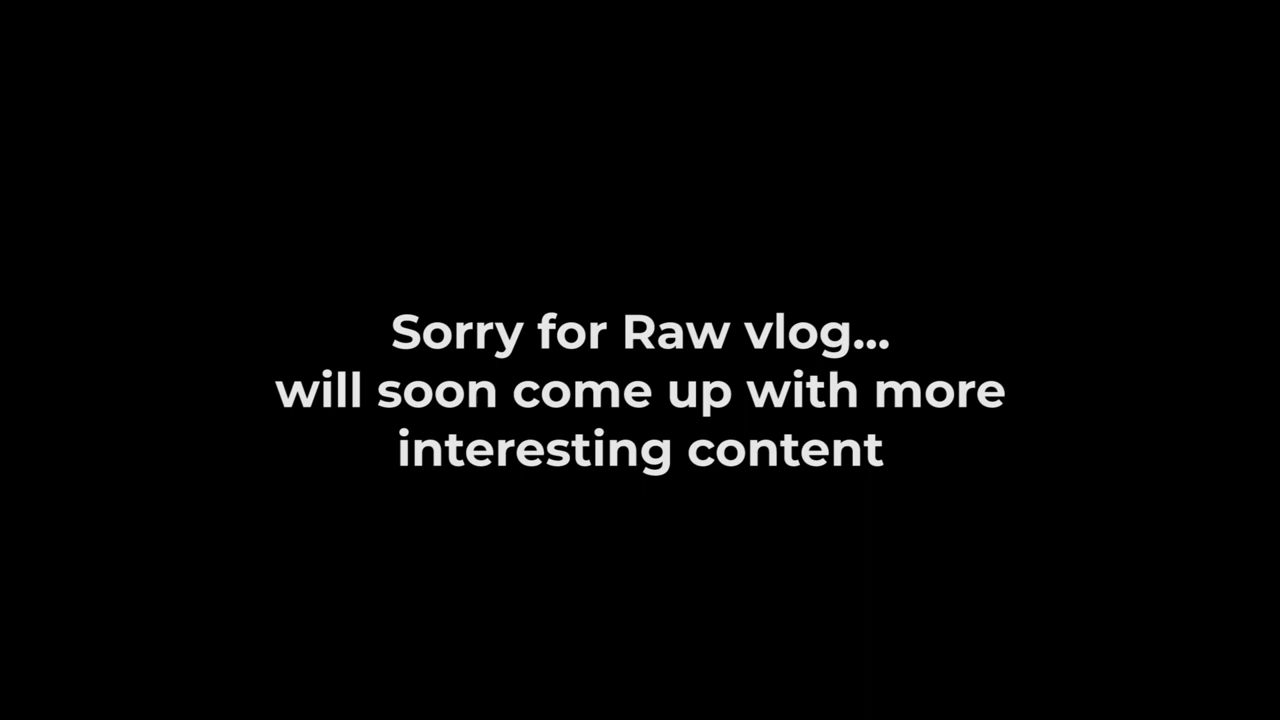 Sorry for Raw vlog...
will soon come up with more
interesting content